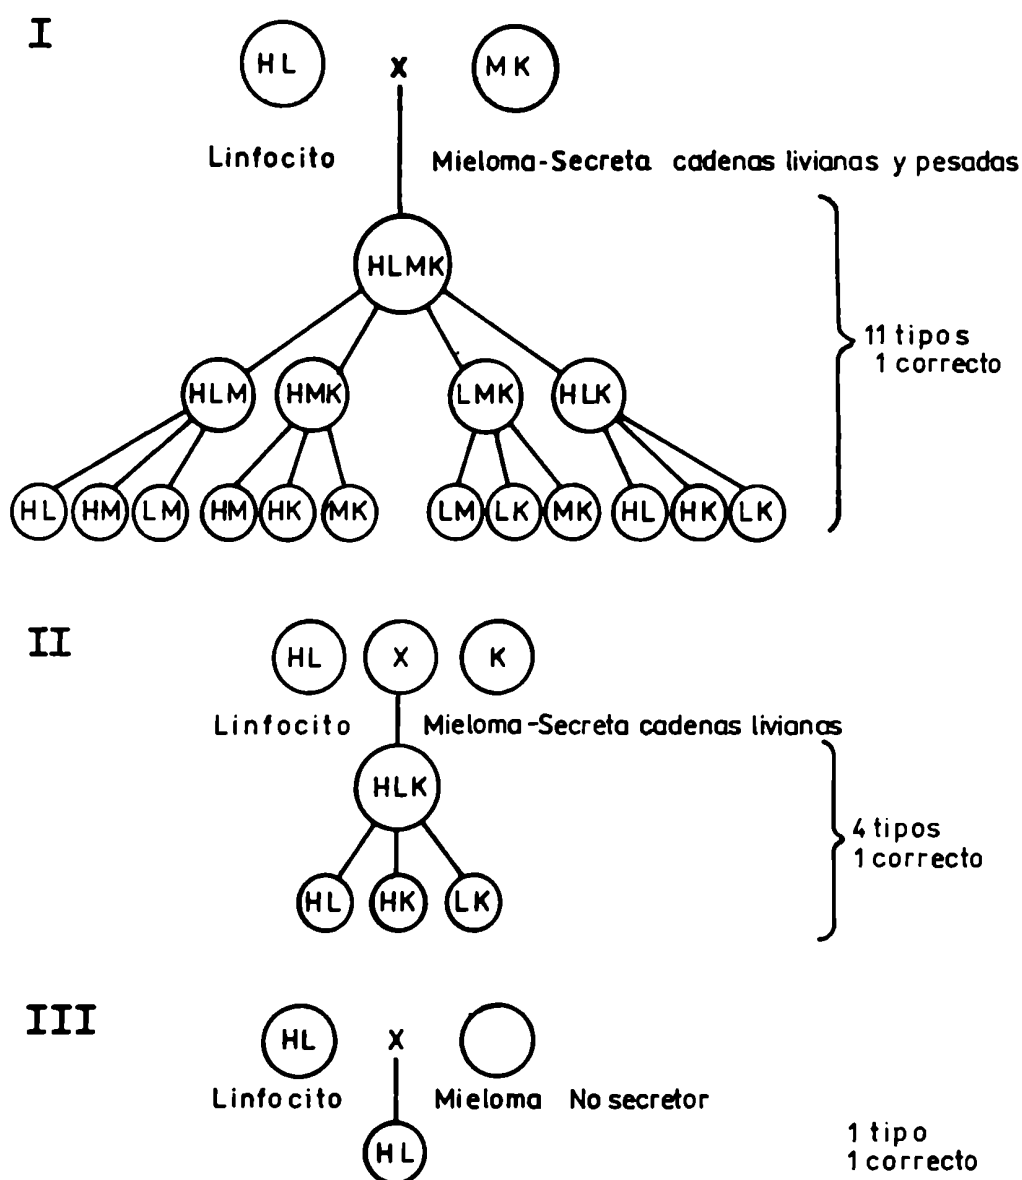 I
HL X MK
Linfocito Mieloma-Secreta cadenas livianas y pesadas
HLMK
11 tipos
1 correcto
HLM HMK LMK HLK
HL HM LM HM HK MK LM LK MK HL HK LK
II
HL X K
Linfocito Mieloma-Secreta cadenas livianas
HLK
4 tipos
1 correcto
HL HK LK
III
HL X
Linfocito Mieloma No secretor
HL
1 tipo
1 correcto